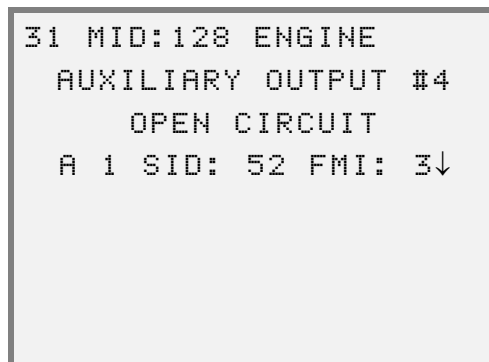 31 MID:128 ENGINE
AUXILIARY OUTPUT #4
OPEN CIRCUIT
A 1 SID: 52 FMI: 3↓